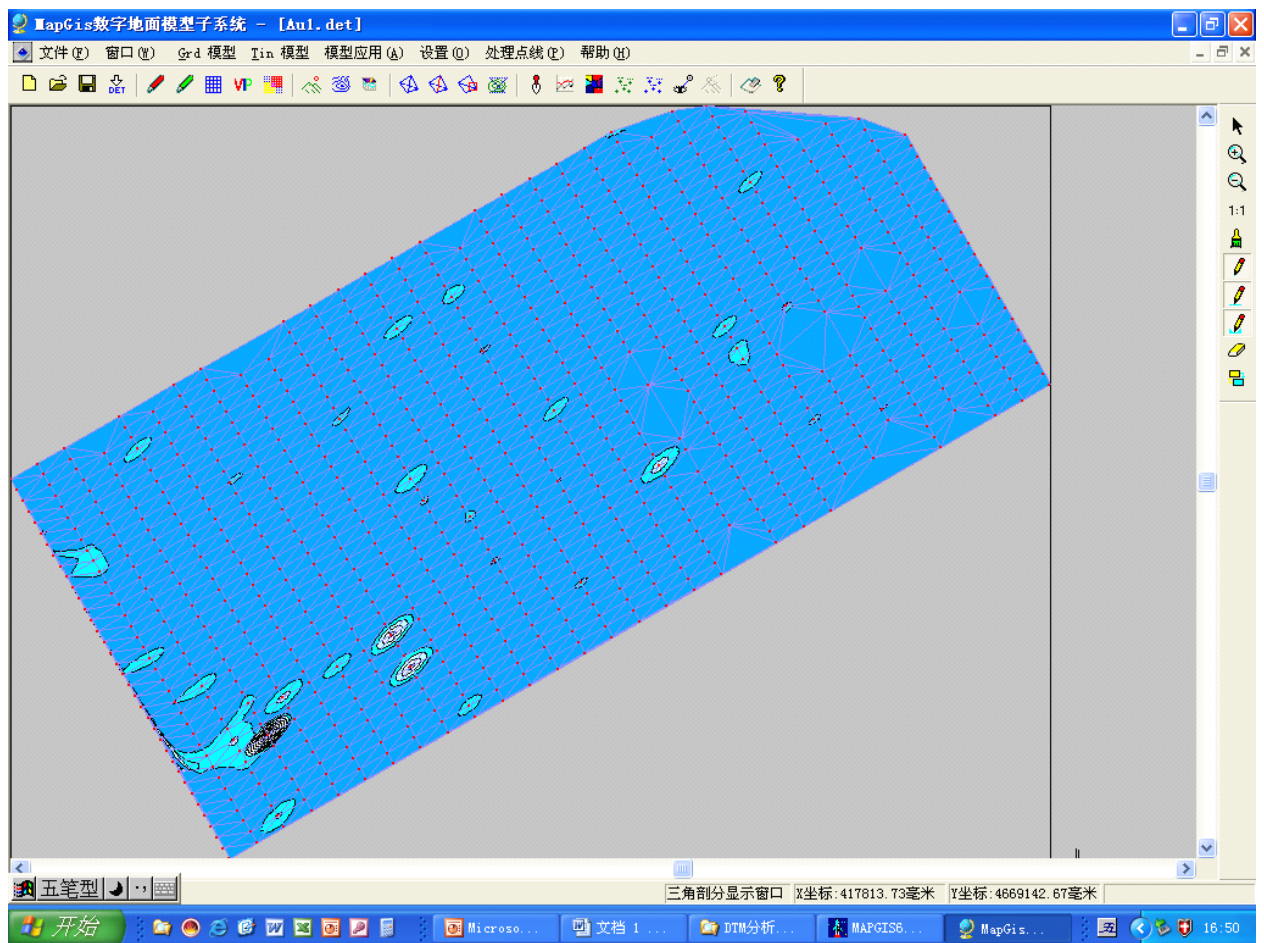 MapGis数字地面模型子系统 - [Au1.det]
文件(F) 窗口(W) Grd 模型 Tin 模型 模型应用(A) 设置(O) 处理点线(P) 帮助(H)
DET VP
1:1
五笔型
三角剖分显示窗口 X坐标:417813.73毫米 Y坐标:4669142.67毫米
开始 Microso... 文档 1 ... DTM分析... MAPGIS6... MapGis... 五 16:50